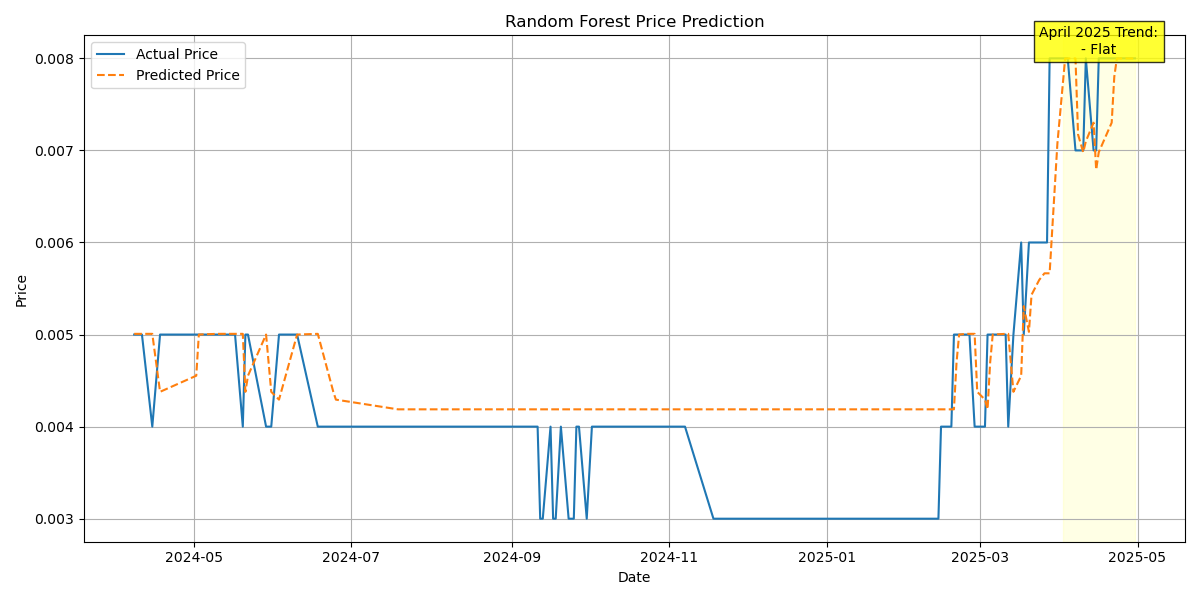 Random Forest Price Prediction
April 2025 Trend:
- Flat
Actual Price
Predicted Price
0.008
0.007
0.006
0.005
0.004
0.003
Price
2024-05
2024-07
2024-09
2024-11
2025-01
2025-03
2025-05
Date